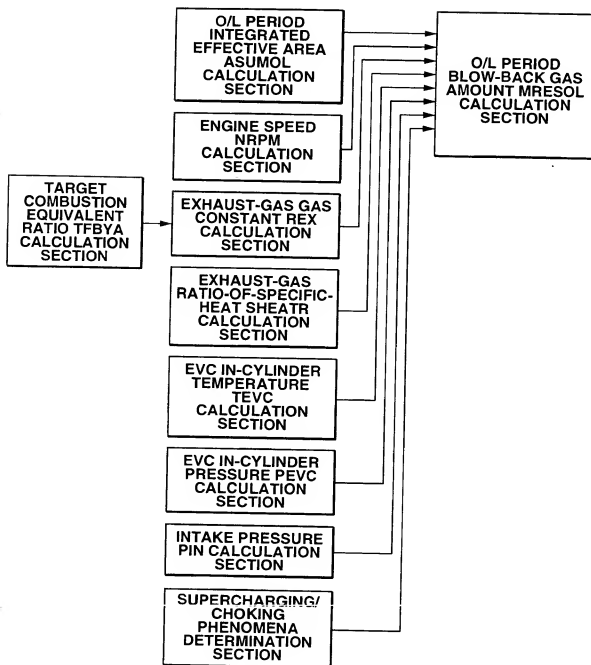 O/L PERIOD
INTEGRATED
EFFECTIVE AREA
ASUMOL
CALCULATION
SECTION
O/L PERIOD
BLOW-BACK GAS
AMOUNT MRESOL
CALCULATION
SECTION
ENGINE SPEED
NRPM
CALCULATION
SECTION
TARGET
COMBUSTION
EQUIVALENT
RATIO TFBYA
CALCULATION
SECTION
EXHAUST-GAS GAS
CONSTANT REX
CALCULATION
SECTION
EXHAUST-GAS
RATIO-OF-SPECIFIC-
HEAT SHEATR
CALCULATION
SECTION
EVC IN-CYLINDER
TEMPERATURE
TEVC
CALCULATION
SECTION
EVC IN-CYLINDER
PRESSURE PEVC
CALCULATION
SECTION
INTAKE PRESSURE
PIN CALCULATION
SECTION
SUPERCHARGING/
CHOKING
PHENOMENA
DETERMINATION
SECTION